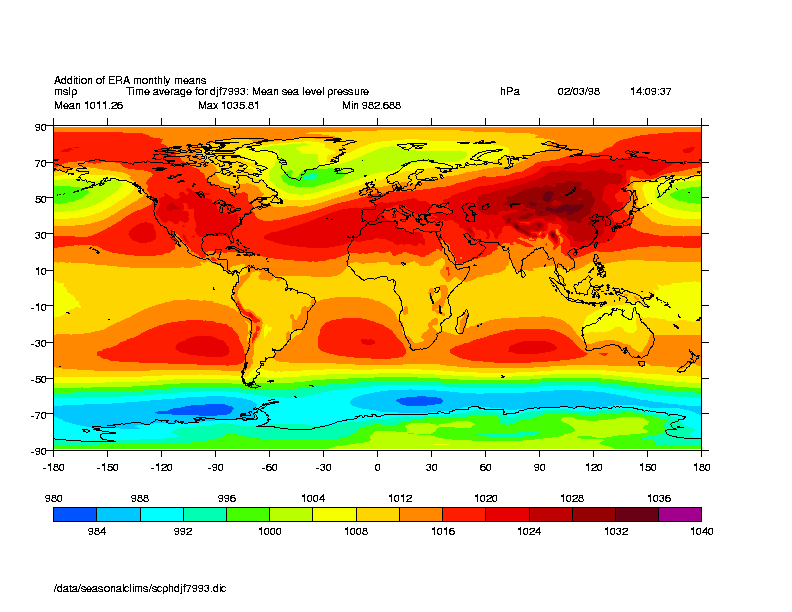 Addition of ERA monthly means
mslp Time average for djf7993: Mean sea level pressure hPa 02/03/98 14:09:37
Mean 1011.26 Max 1035.81 Min 982.688
90
70
50
30
10
-10
-30
-50
-70
-90
-180 -150 -120 -90 -60 -30 0 30 60 90 120 150 180
980 988 996 1004 1012 1020 1028 1036
984 992 1000 1008 1016 1024 1032 1040
/data/seasonalclims/scphdjf7993.dic